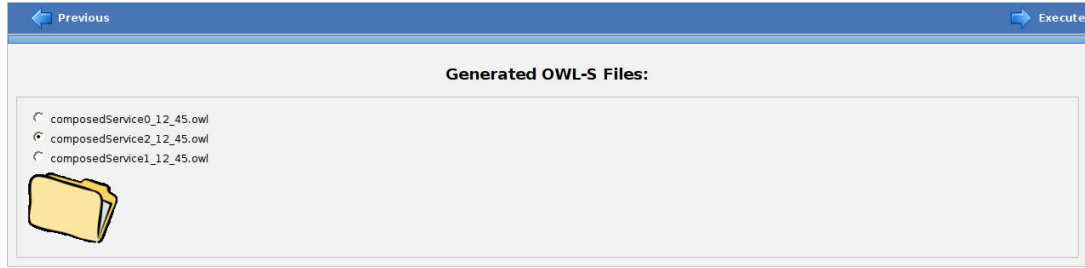 Previous
Execute
Generated OWL-S Files:
composedService0_12_45.owl
composedService2_12_45.owl
composedService1_12_45.owl